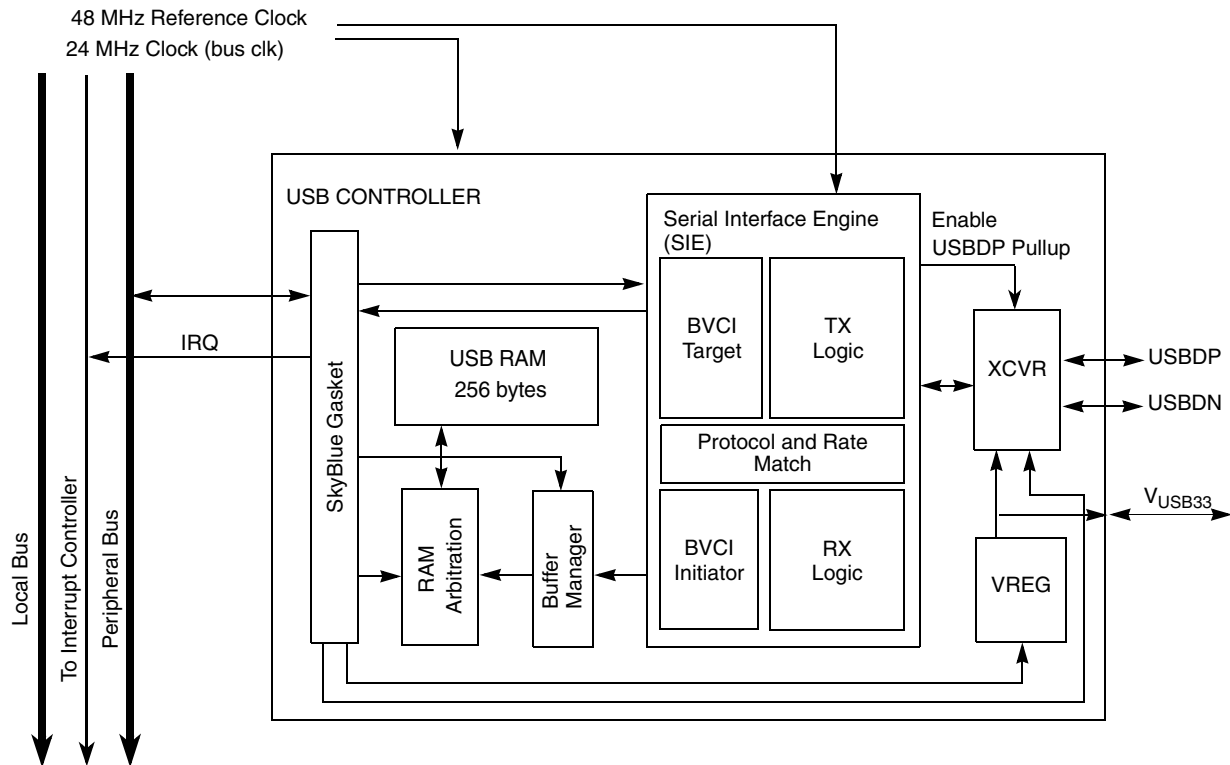 48 MHz Reference Clock
24 MHz Clock (bus clk)
USB CONTROLLER
Serial Interface Engine
(SIE)
Enable
USBDP Pullup
BVCI
Target
TX
Logic
XCVR
USBDP
USBDN
IRQ
USB RAM
256 bytes
SkyBlue Gasket
Protocol and Rate
Match
RAM
Arbitration
Buffer
Manager
BVCI
Initiator
RX
Logic
VREG
VUSB33
Local Bus
To Interrupt Controller
Peripheral Bus